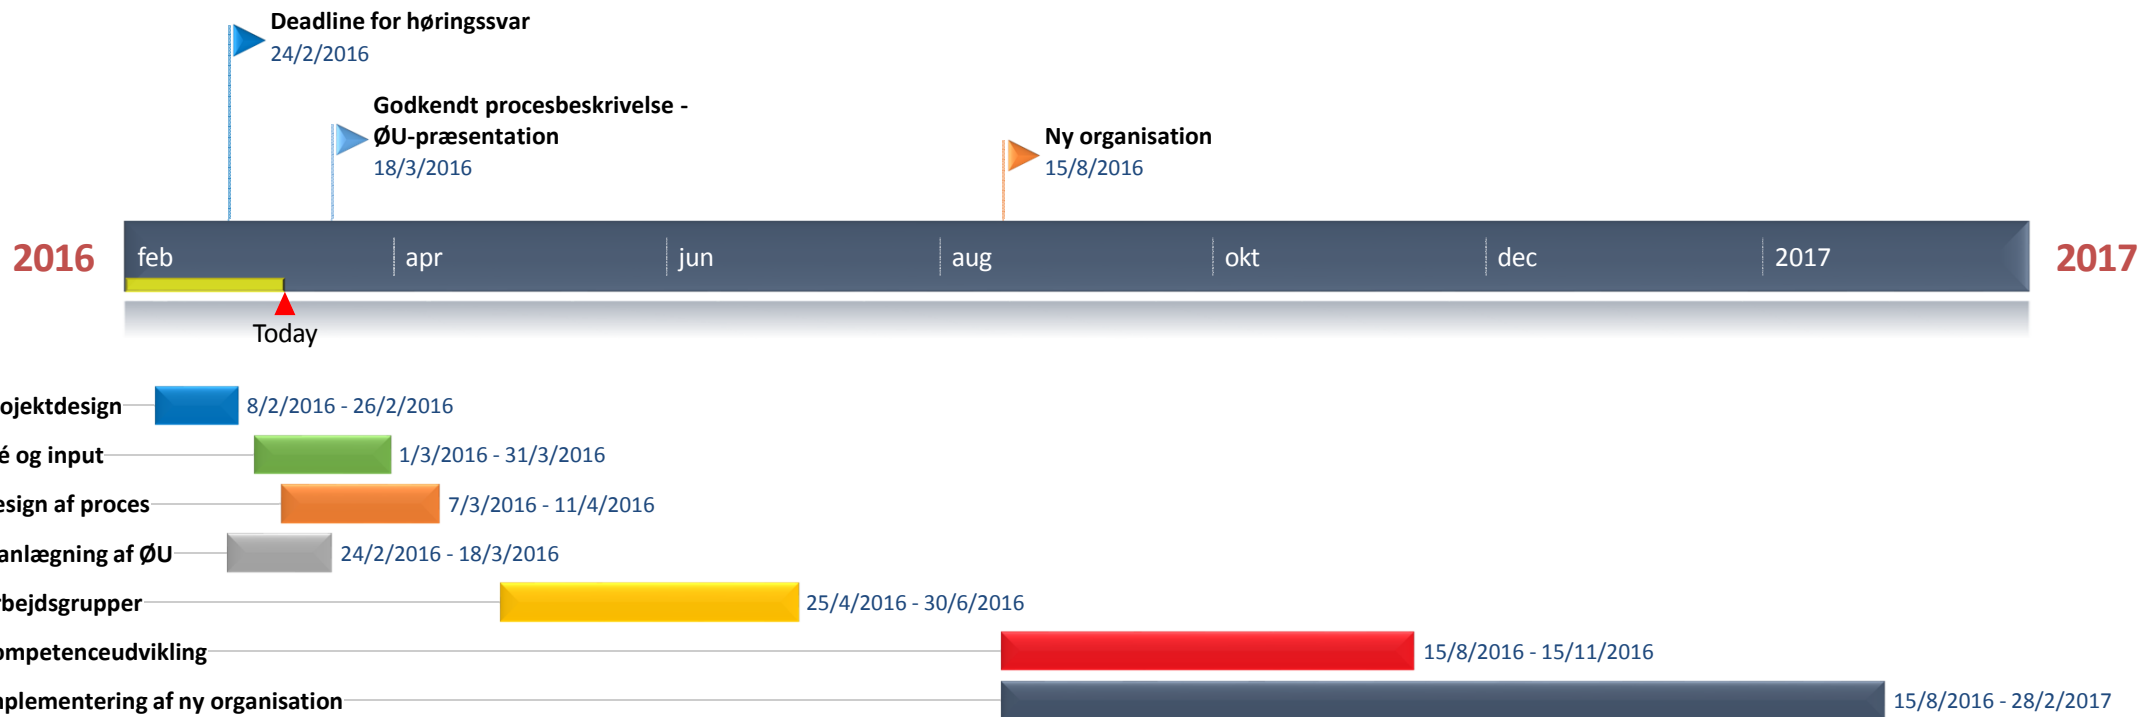 Deadline for høringssvar
24/2/2016
Godkendt procesbeskrivelse -
ØU-præsentation
18/3/2016
Ny organisation
15/8/2016
2016 feb apr jun aug okt dec 2017 2017
Today
ojektdesign 8/2/2016 - 26/2/2016
é og input 1/3/2016 - 31/3/2016
esign af proces 7/3/2016 - 11/4/2016
anlægning af ØU 24/2/2016 - 18/3/2016
rbejdsgrupper 25/4/2016 - 30/6/2016
ompetenceudvikling 15/8/2016 - 15/11/2016
plementering af ny organisation 15/8/2016 - 28/2/2017